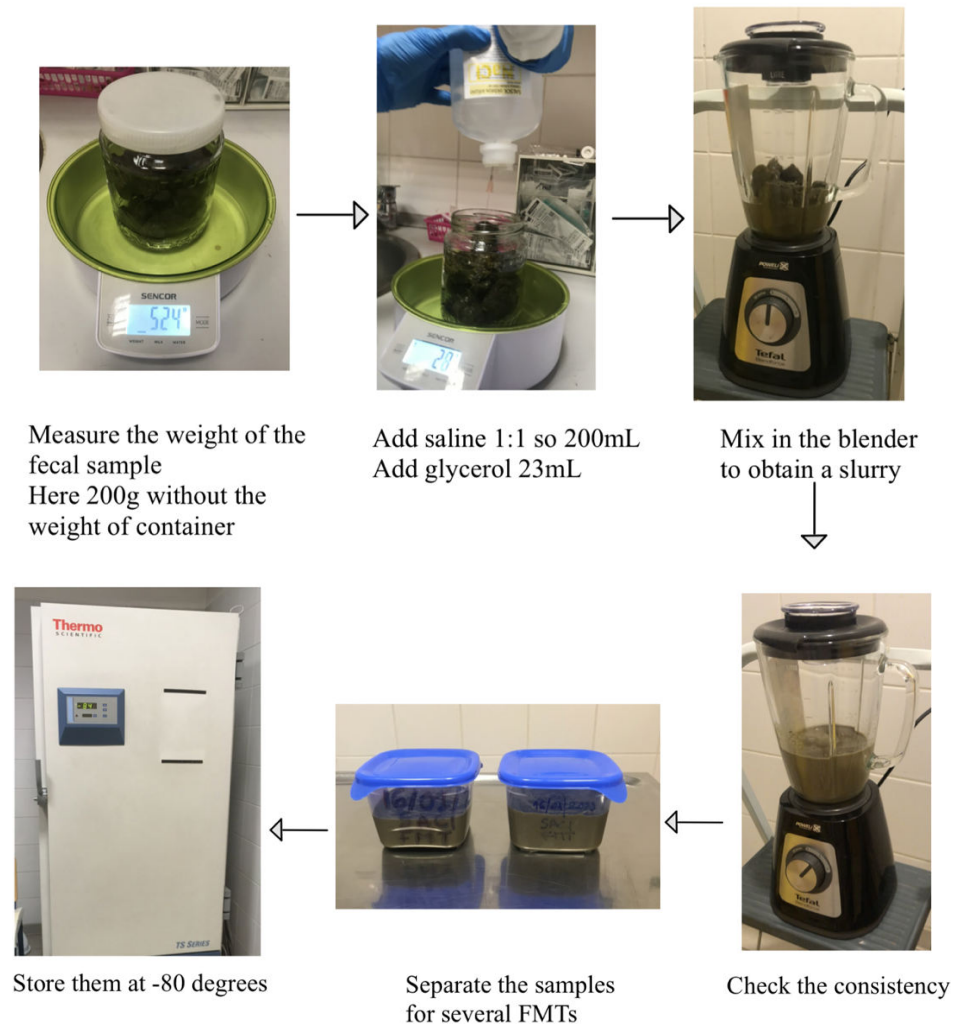 SENCOR
524
Measure the weight of the
fecal sample
Here 200g without the
weight of container
SENCOR
Add saline 1:1 so 200mL
Add glycerol 23mL
Tefal
Mix in the blender
to obtain a slurry
Thermo
SCIENTIFIC
TS SERIES
Store them at -80 degrees
FMT
Separate the samples
for several FMTs
Tefal
Check the consistency